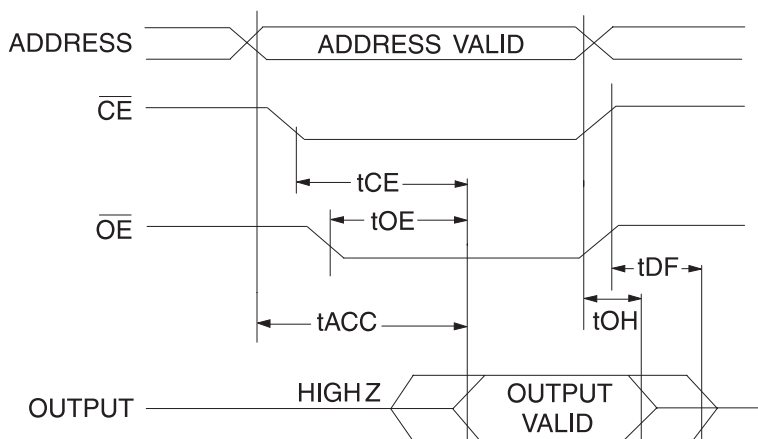 ADDRESS
ADDRESS VALID
CE
tCE
OE
tOE
tDF
tACC
tOH
OUTPUT
HIGH Z
OUTPUT
VALID